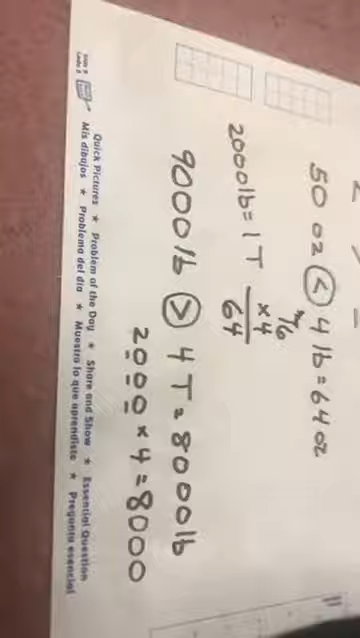 50 oz < 4 lb = 64 oz
16
×4
64
2000lb = 1 T
9000 lb > 4 T = 8000 lb
2000 × 4 = 8000
Quick Pictures ★ Problem of the Day ★ Share and Show ★ Essential Question
Mis dibujos ★ Problema del día ★ Muestra lo que aprendiste ★ Pregunta esencial